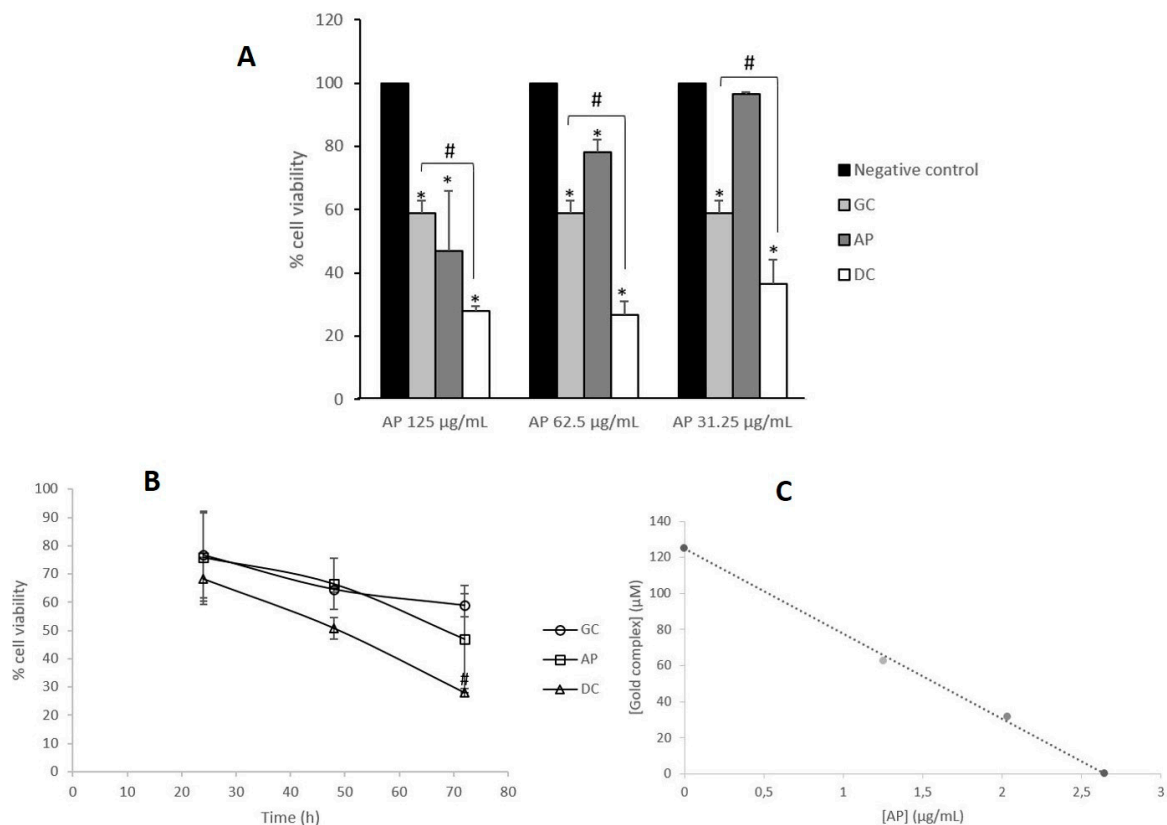 A
120
100
80
60
40
20
0
% cell viability
#
#
#
* * *
* * *
* *
AP 125 µg/mL AP 62.5 µg/mL AP 31.25 µg/mL
Negative control
GC
AP
DC
B
100
90
80
70
60
50
40
30
20
10
0
% cell viability
#
0 10 20 30 40 50 60 70 80
Time (h)
GC
AP
DC
C
140
120
100
80
60
40
20
0
[Gold complex] (µM)
0 0,5 1 1,5 2 2,5 3
[AP] (µg/mL)